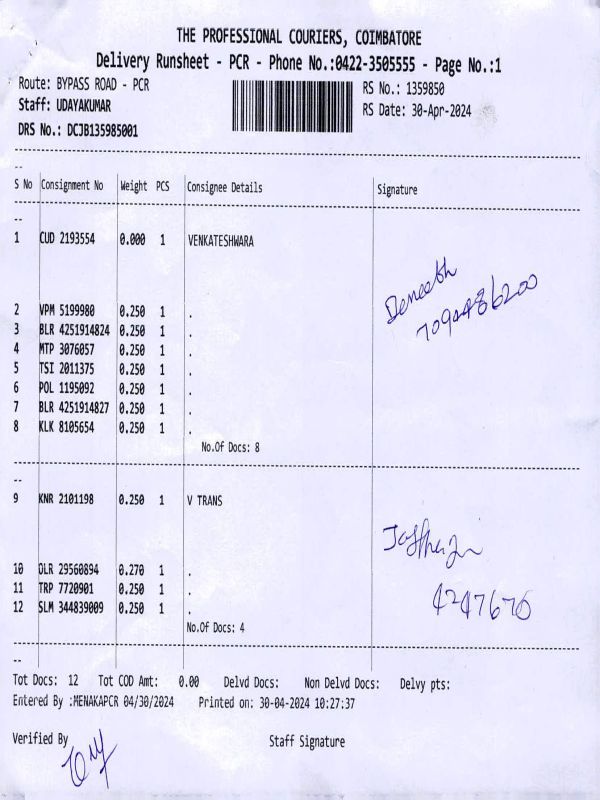 THE PROFESSIONAL COURIERS, COIMBATORE
Delivery Runsheet - PCR - Phone No.:0422-3505555 - Page No.:1
Route: BYPASS ROAD - PCR RS No.: 1359850
Staff: UDAYAKUMAR RS Date: 30-Apr-2024
DRS No.: DCJB135985001
--
S No Consignment No Weight PCS Consignee Details Signature
--
1 CUD 2193554 0.000 1 VENKATESHWARA
7094486200
2 VPM 5199980 0.250 1 .
3 BLR 4251914824 0.250 1 .
4 MTP 3076057 0.250 1 .
5 TSI 2011375 0.250 1 .
6 POL 1195092 0.250 1 .
7 BLR 4251914827 0.250 1 .
8 KLK 8105654 0.250 1 .
No.Of Docs: 8
9 KNR 2101198 0.250 1 V TRANS
10 DLR 29560894 0.270 1 .
11 TRP 7720901 0.250 1 .
12 SLM 344839009 0.250 1 .
4247676
No.Of Docs: 4
--
Tot Docs: 12 Tot COD Amt: 0.00 Delvd Docs: Non Delvd Docs: Delvy pts:
Entered By :MENAKAPCR 04/30/2024 Printed on: 30-04-2024 10:27:37
Verified By Staff Signature